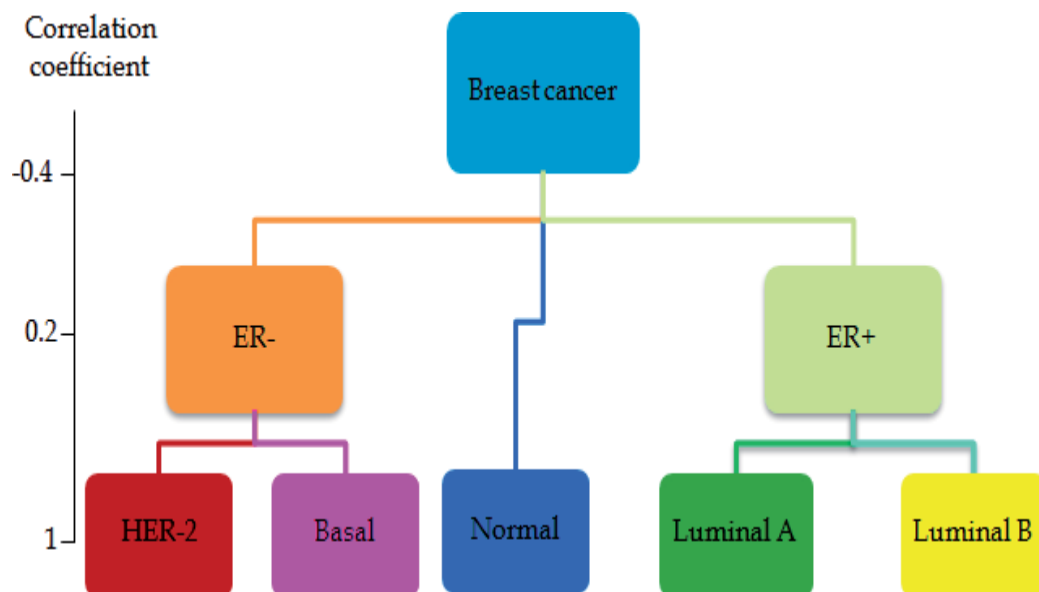 Correlation
coefficient
Breast cancer
-0.4
ER-
ER+
0.2
HER-2
Basal
Normal
Luminal A
Luminal B
1